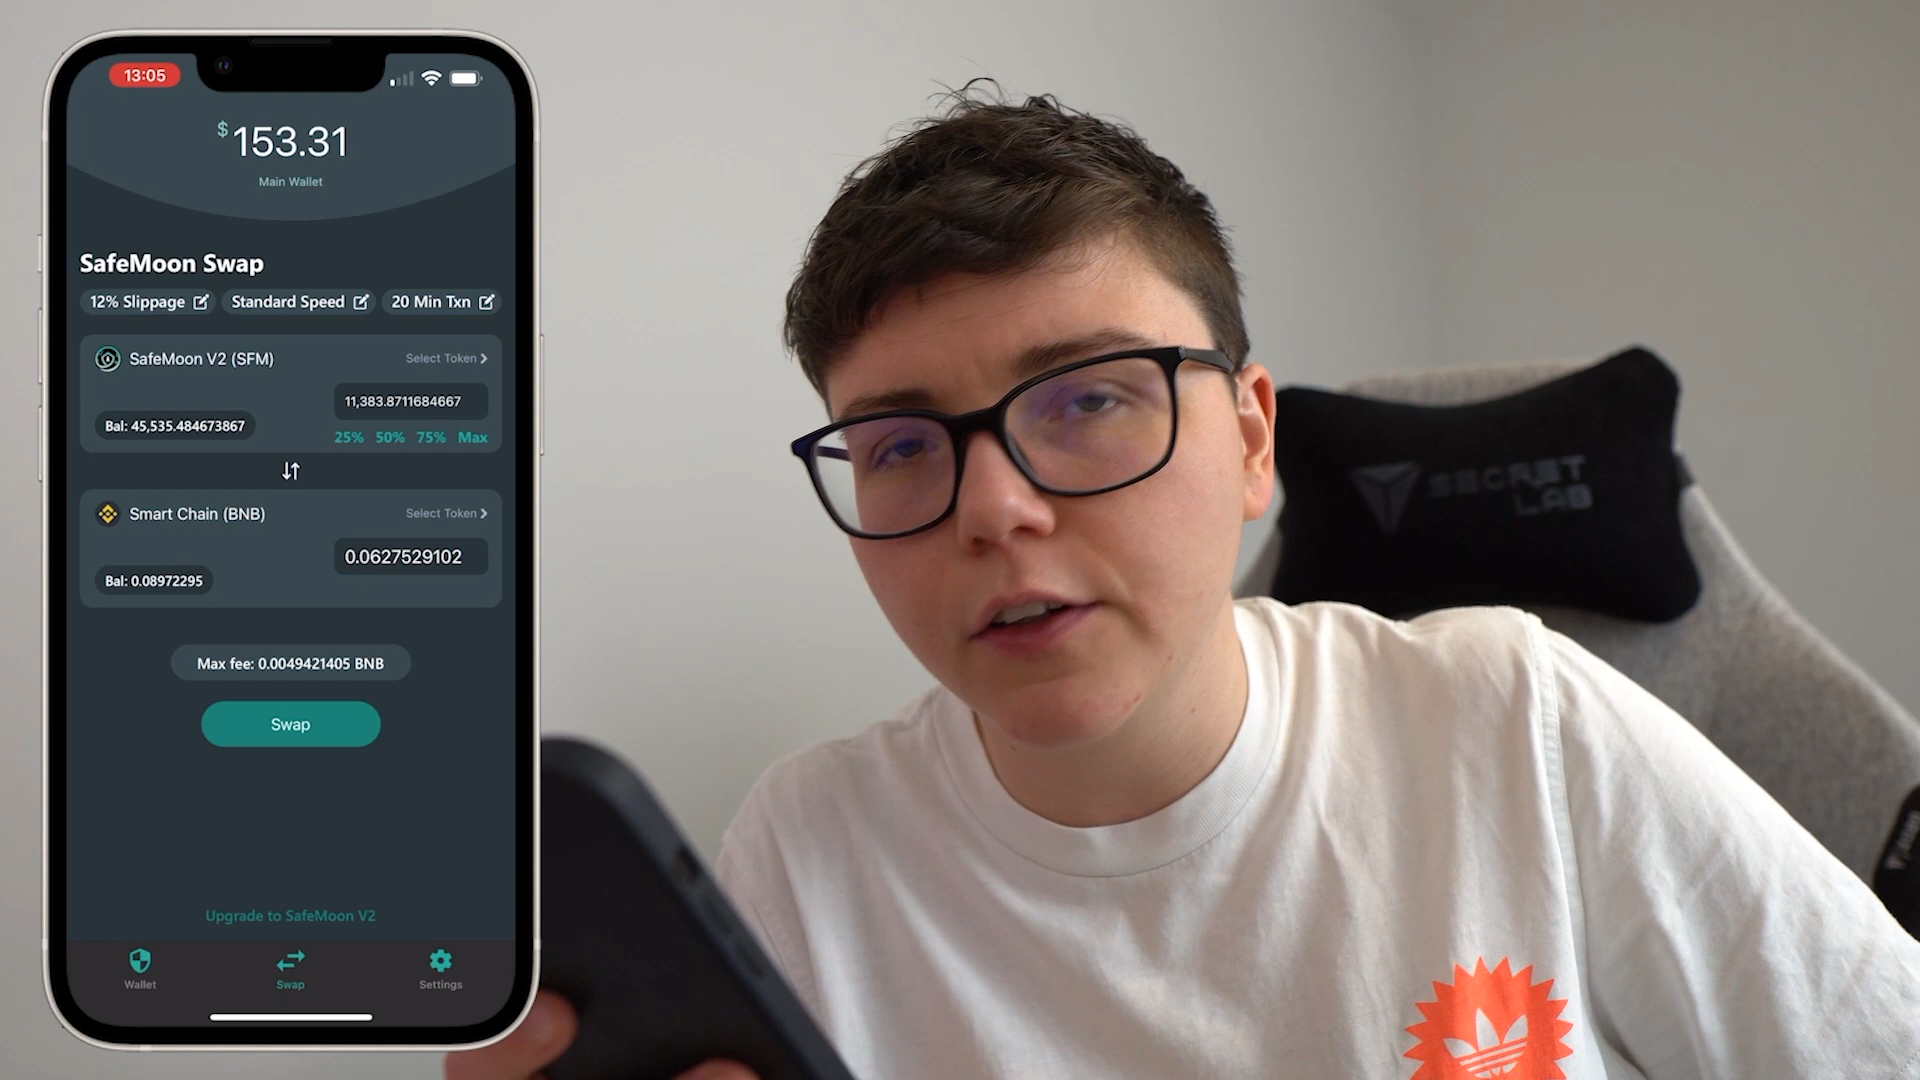 13:05
$153.31
Main Wallet
SafeMoon Swap
12% Slippage Standard Speed 20 Min Txn
SafeMoon V2 (SFM) Select Token
11,383.8711684667
Bal: 45,535.484673867
25% 50% 75% Max
Smart Chain (BNB) Select Token
0.0627529102
Bal: 0.08972295
Max fee: 0.0049421405 BNB
Swap
Upgrade to SafeMoon V2
Wallet Swap Settings
SECRET
LAB